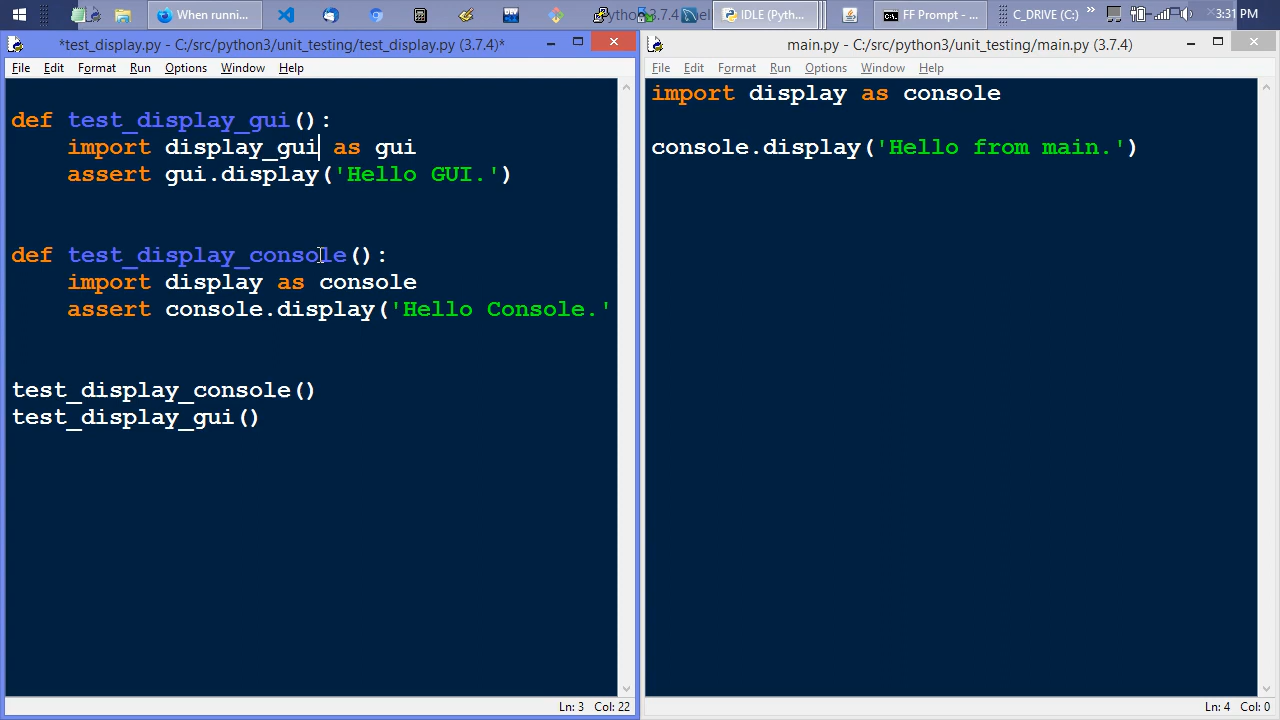 When runni...
IDLE (Pyth...
FF Prompt - ...
C_DRIVE (C:)
3:31 PM
*test_display.py - C:/src/python3/unit_testing/test_display.py (3.7.4)*
File Edit Format Run Options Window Help
def test_display_gui():
import display_gui as gui
assert gui.display('Hello GUI.')
def test_display_console():
import display as console
assert console.display('Hello Console.'
test_display_console()
test_display_gui()
Ln: 3 Col: 22
main.py - C:/src/python3/unit_testing/main.py (3.7.4)
File Edit Format Run Options Window Help
import display as console
console.display('Hello from main.')
Ln: 4 Col: 0